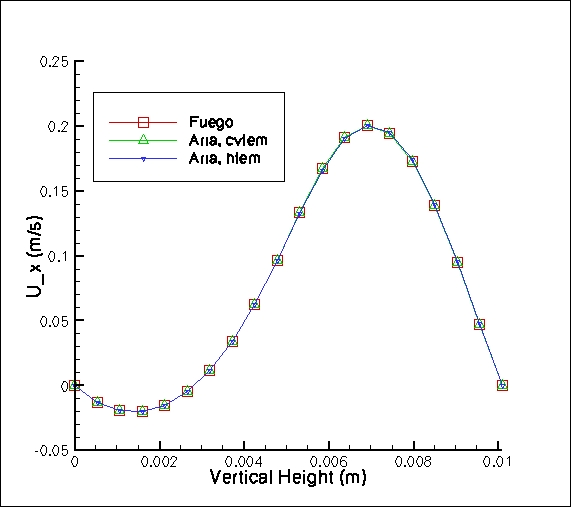 0.25
0.2
0.15
0.1
0.05
0
-0.05
U_x (m/s)
Fuego
Aria, cvfem
Aria, hfem
0
0.002
0.004
0.006
0.008
0.01
Vertical Height (m)